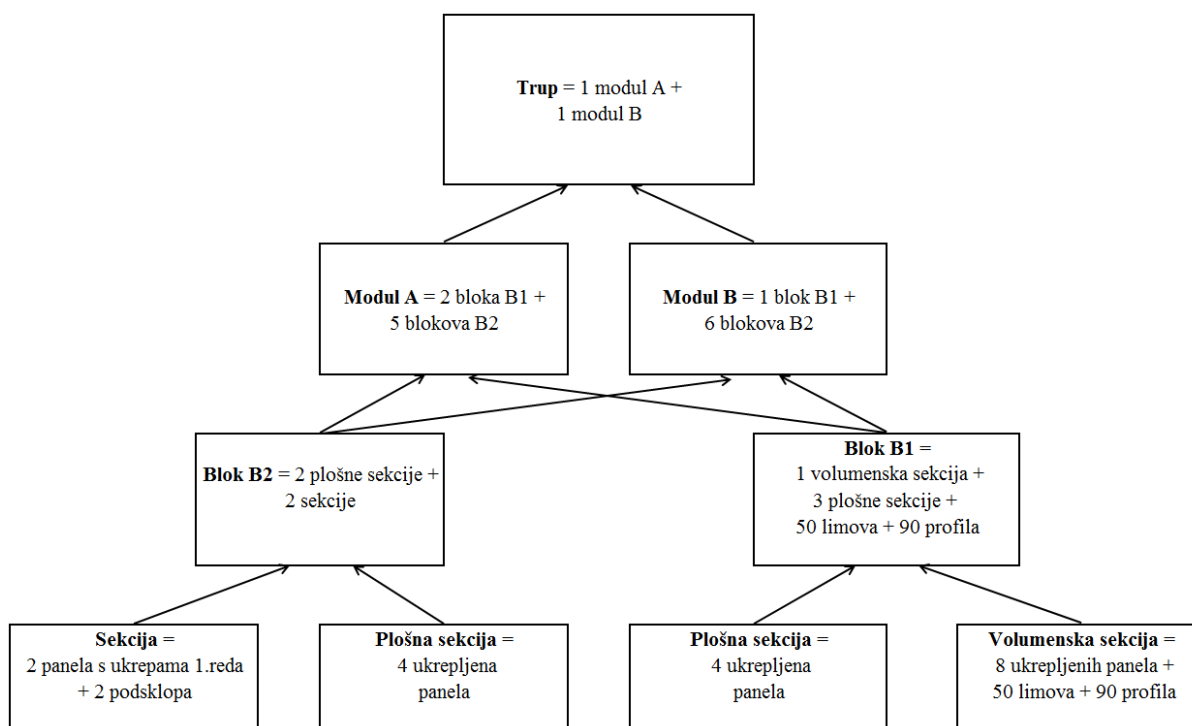 Trup = 1 modul A +
1 modul B
Modul A = 2 bloka B1 +
5 blokova B2
Modul B = 1 blok B1 +
6 blokova B2
Blok B2 = 2 plošne sekcije +
2 sekcije
Blok B1 =
1 volumenska sekcija +
3 plošne sekcije +
50 limova + 90 profila
Sekcija =
2 panela s ukrepama 1.reda
+ 2 podsklopa
Plošna sekcija =
4 ukrepljena
panela
Plošna sekcija =
4 ukrepljena
panela
Volumenska sekcija =
8 ukrepljenih panela +
50 limova + 90 profila